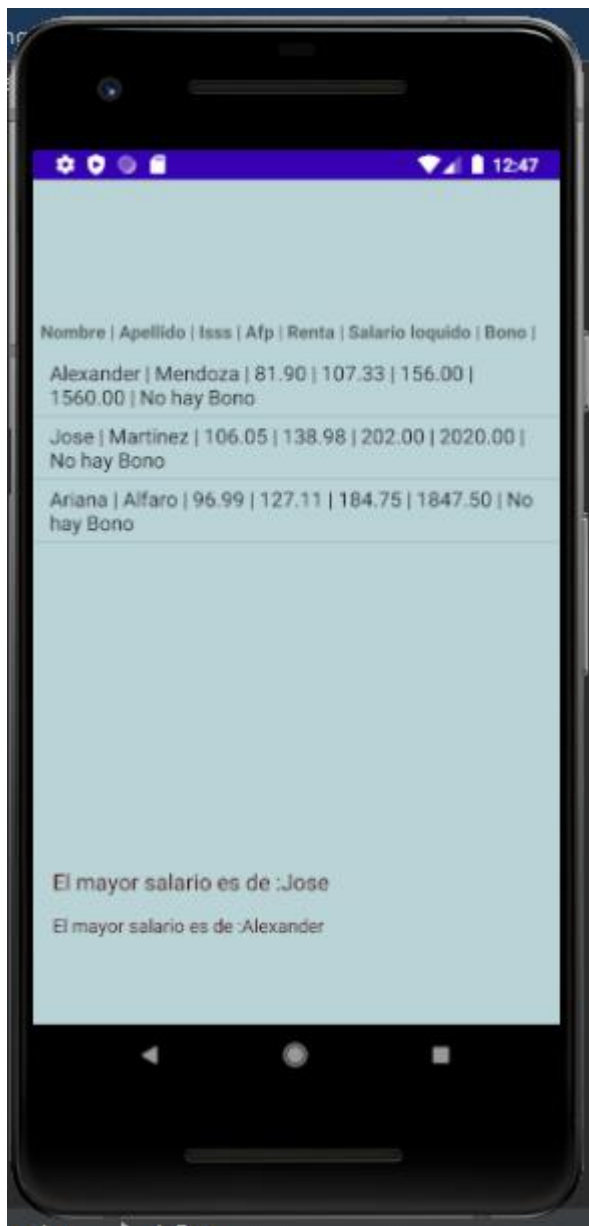 12:47
Nombre | Apellido | Isss | Afp | Renta | Salario loquido | Bono |
Alexander | Mendoza | 81.90 | 107.33 | 156.00 |
1560.00 | No hay Bono
Jose | Martinez | 106.05 | 138.98 | 202.00 | 2020.00 |
No hay Bono
Ariana | Alfaro | 96.99 | 127.11 | 184.75 | 1847.50 | No
hay Bono
El mayor salario es de :Jose
El mayor salario es de :Alexander